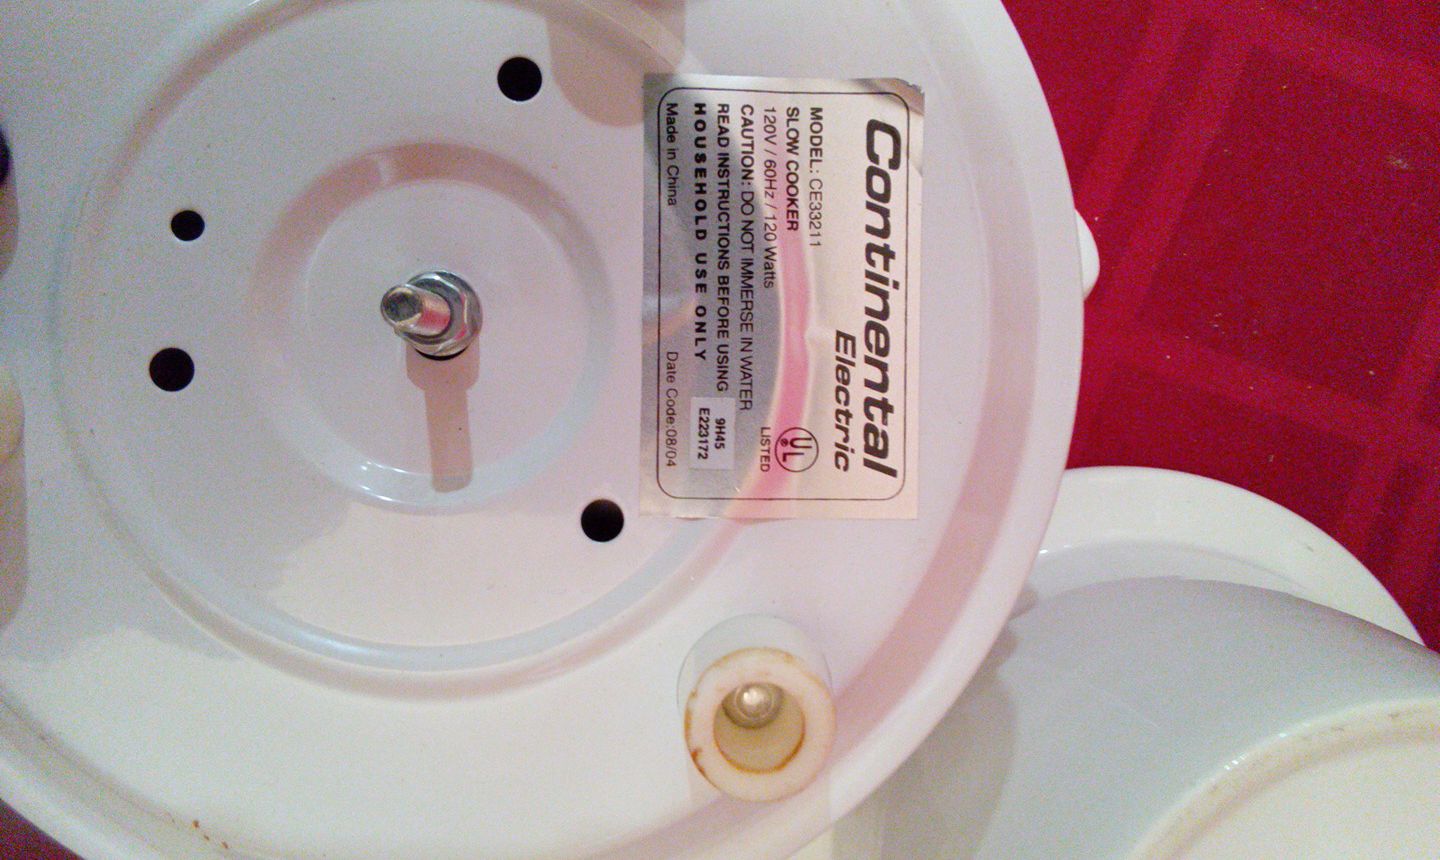 Continental
Electric
MODEL: CE33211
SLOW COOKER
120V / 60Hz / 120 Watts
UL
®
LISTED
CAUTION: DO NOT IMMERSE IN WATER
READ INSTRUCTIONS BEFORE USING
HOUSEHOLD USE ONLY
9H45
E223172
Made in China
Date Code:08/04